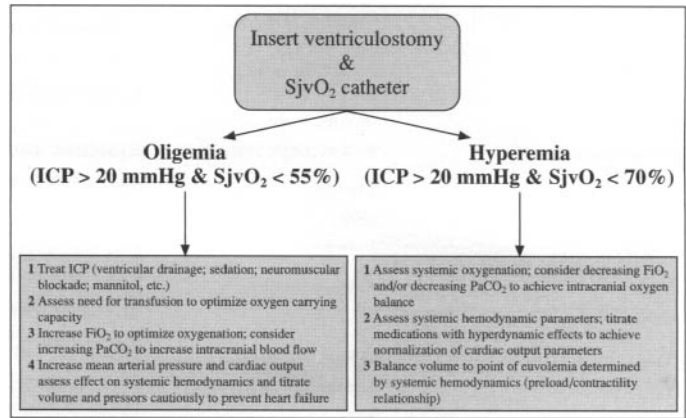 Insert ventriculostomy
&
SjvO₂ catheter
Oligemia
(ICP > 20 mmHg & SjvO₂ < 55%)
Hyperemia
(ICP > 20 mmHg & SjvO₂ < 70%)
1 Treat ICP (ventricular drainage; sedation; neuromuscular
blockade; mannitol, etc.)
2 Assess need for transfusion to optimize oxygen carrying
capacity
3 Increase FiO₂ to optimize oxygenation; consider
increasing PaCO₂ to increase intracranial blood flow
4 Increase mean arterial pressure and cardiac output
assess effect on systemic hemodynamics and titrate
volume and pressors cautiously to prevent heart failure
1 Assess systemic oxygenation; consider decreasing FiO₂
and/or decreasing PaCO₂ to achieve intracranial oxygen
balance
2 Assess systemic hemodynamic parameters; titrate
medications with hyperdynamic effects to achieve
normalization of cardiac output parameters
3 Balance volume to point of euvolemia determined
by systemic hemodynamics (preload/contractility
relationship)